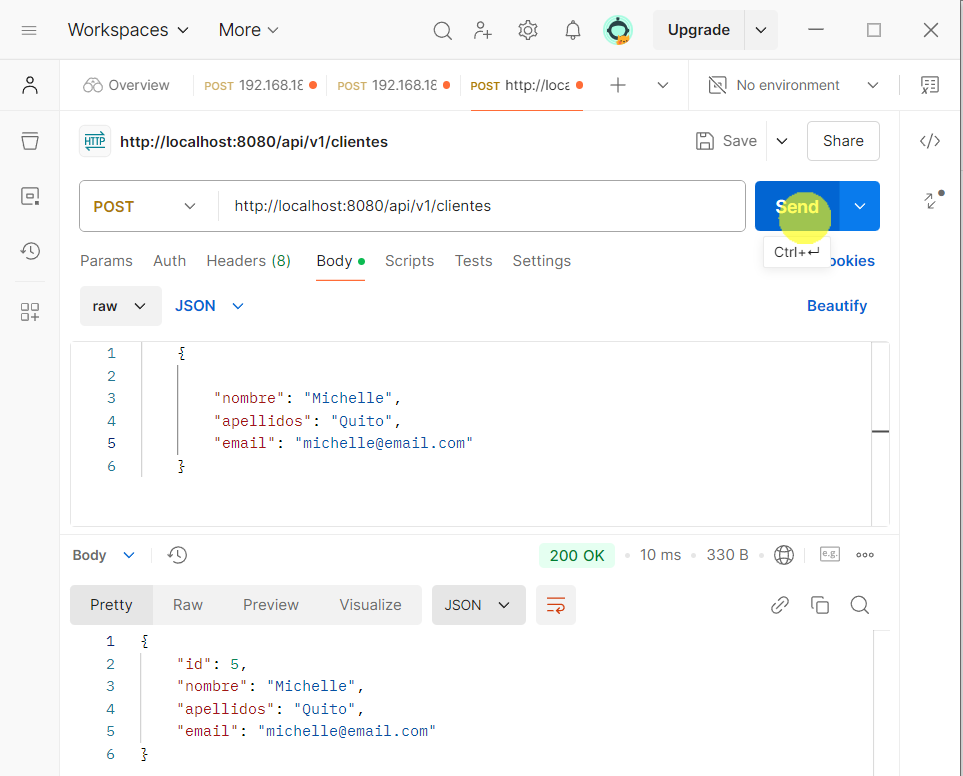 Workspaces More Upgrade
Overview POST 192.168.18 POST 192.168.18 POST http://loca No environment
HTTP http://localhost:8080/api/v1/clientes Save Share
POST http://localhost:8080/api/v1/clientes Send
Ctrl+↵ ookies
Params Auth Headers (8) Body Scripts Tests Settings
raw JSON Beautify
1 {
2
3 "nombre": "Michelle",
4 "apellidos": "Quito",
5 "email": "michelle@email.com"
6 }
Body 200 OK 10 ms 330 B e.g.
Pretty Raw Preview Visualize JSON
1 {
2 "id": 5,
3 "nombre": "Michelle",
4 "apellidos": "Quito",
5 "email": "michelle@email.com"
6 }